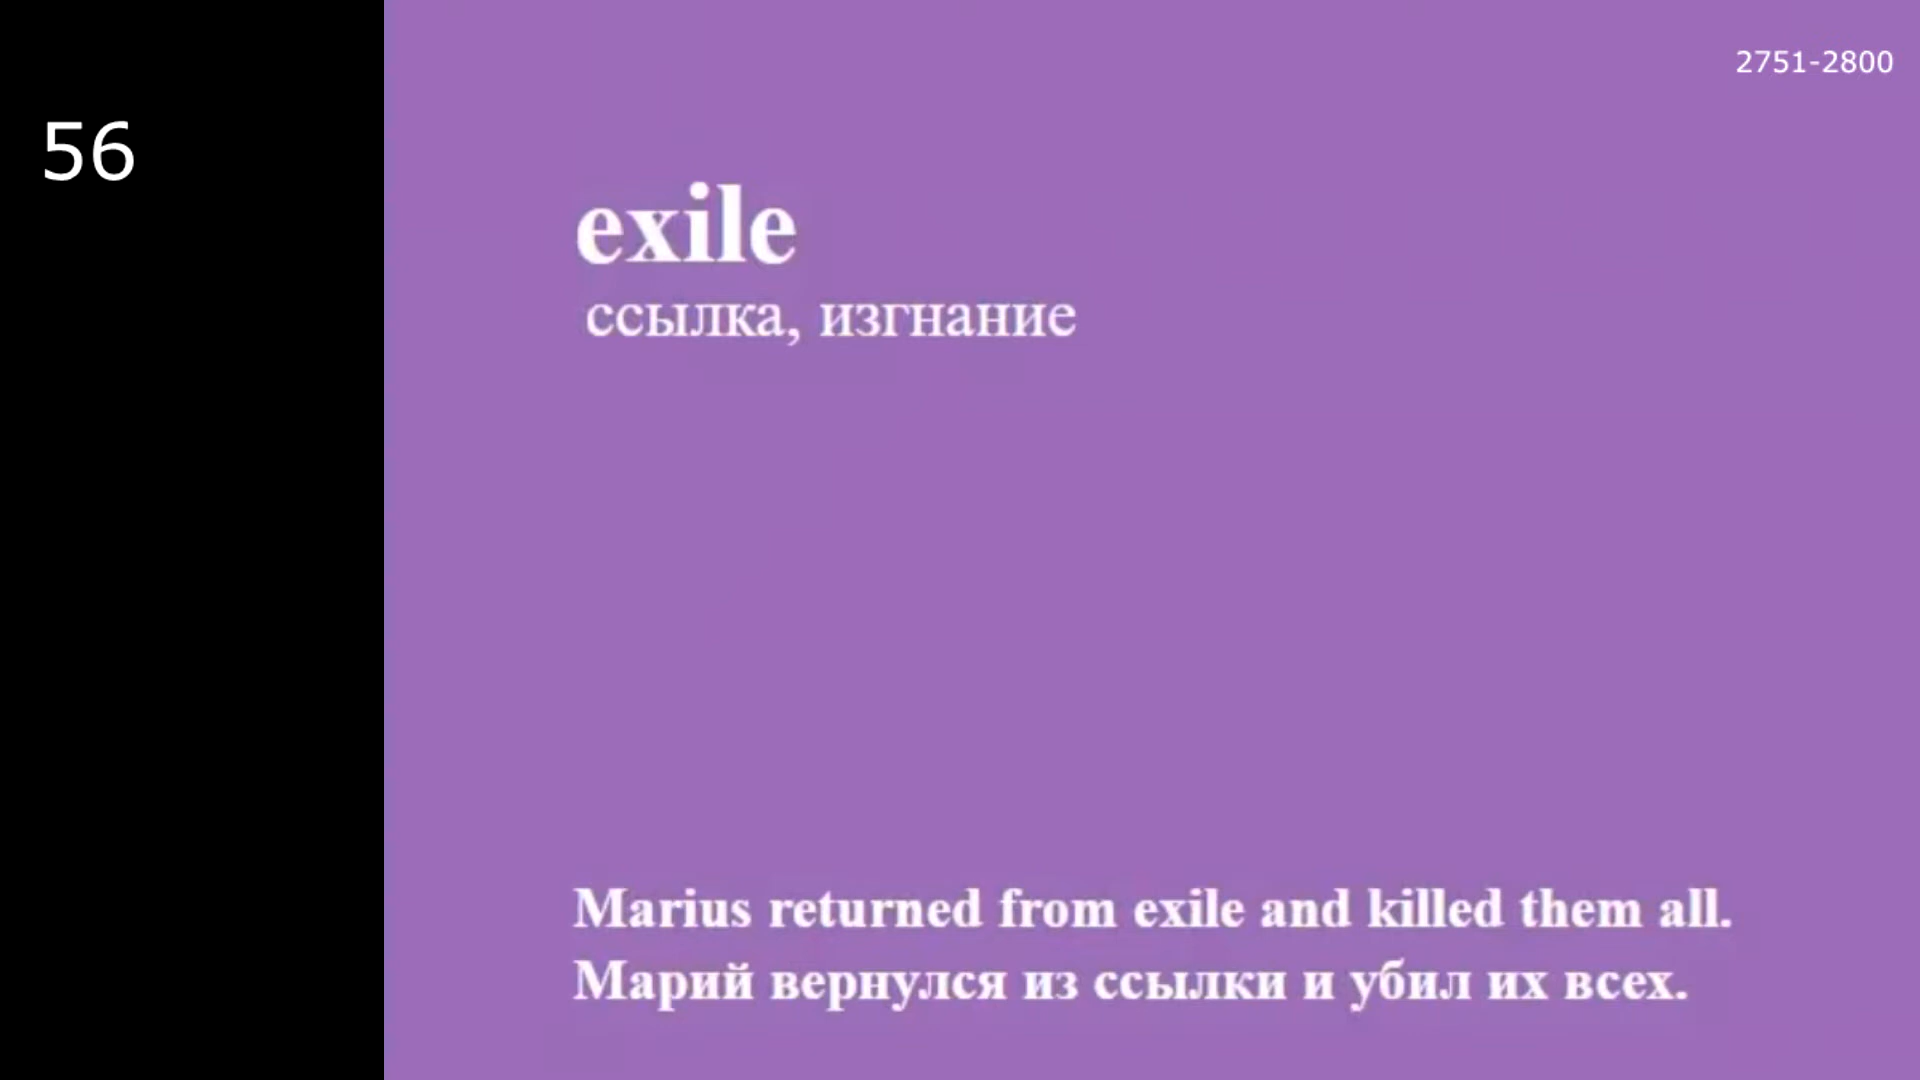 2751-2800
56
exile
ссылка, изгнание
Marius returned from exile and killed them all.
Марий вернулся из ссылки и убил их всех.